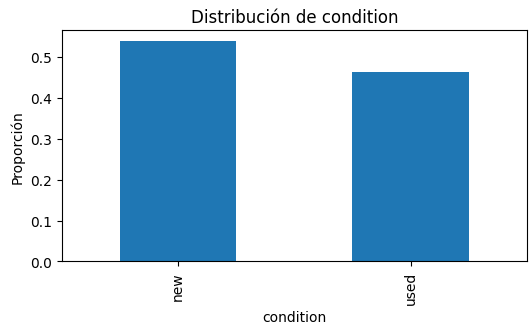 Distribución de condition
Proporción
0.5
0.4
0.3
0.2
0.1
0.0
new
used
condition